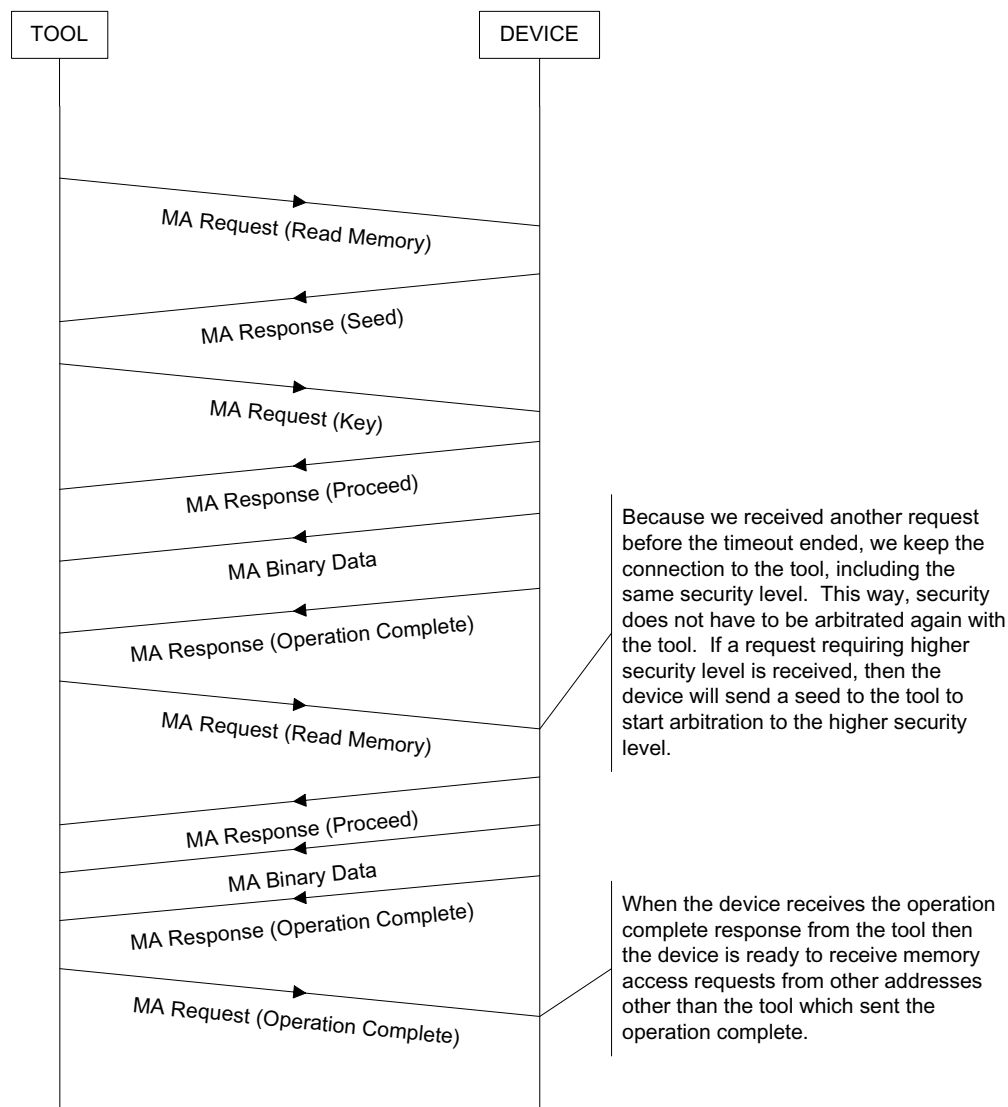 TOOL
DEVICE
MA Request (Read Memory)
MA Response (Seed)
MA Request (Key)
MA Response (Proceed)
MA Binary Data
MA Response (Operation Complete)
MA Request (Read Memory)
Because we received another request
before the timeout ended, we keep the
connection to the tool, including the
same security level. This way, security
does not have to be arbitrated again with
the tool. If a request requiring higher
security level is received, then the
device will send a seed to the tool to
start arbitration to the higher security
level.
MA Response (Proceed)
MA Binary Data
MA Response (Operation Complete)
MA Request (Operation Complete)
When the device receives the operation
complete response from the tool then
the device is ready to receive memory
access requests from other addresses
other than the tool which sent the
operation complete.